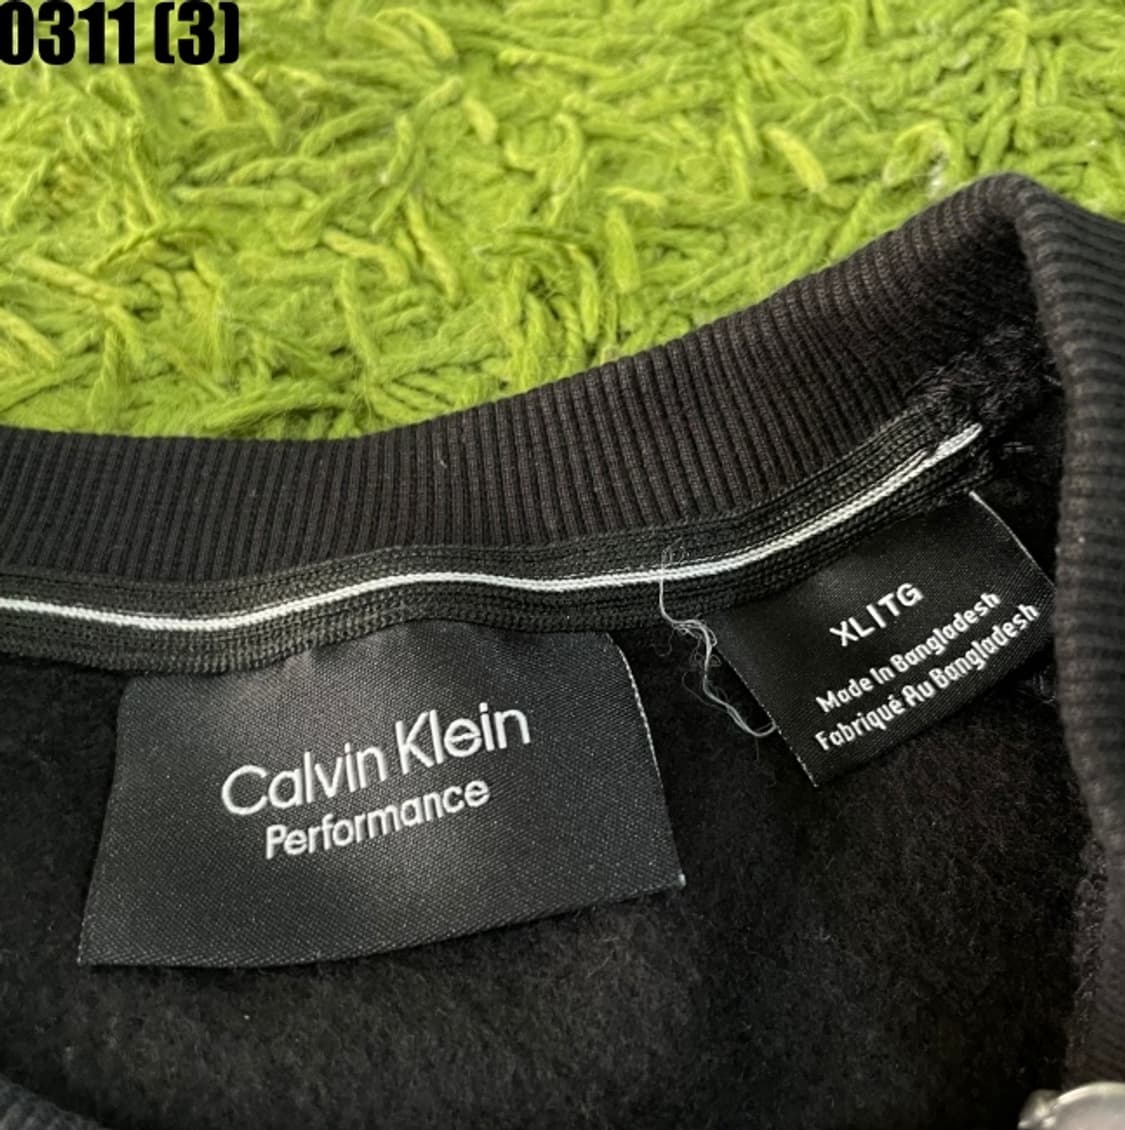 0311 (3)
Calvin Klein
Performance
XL|TG
Made In Bangladesh
Fabriqué Au Bangladesh